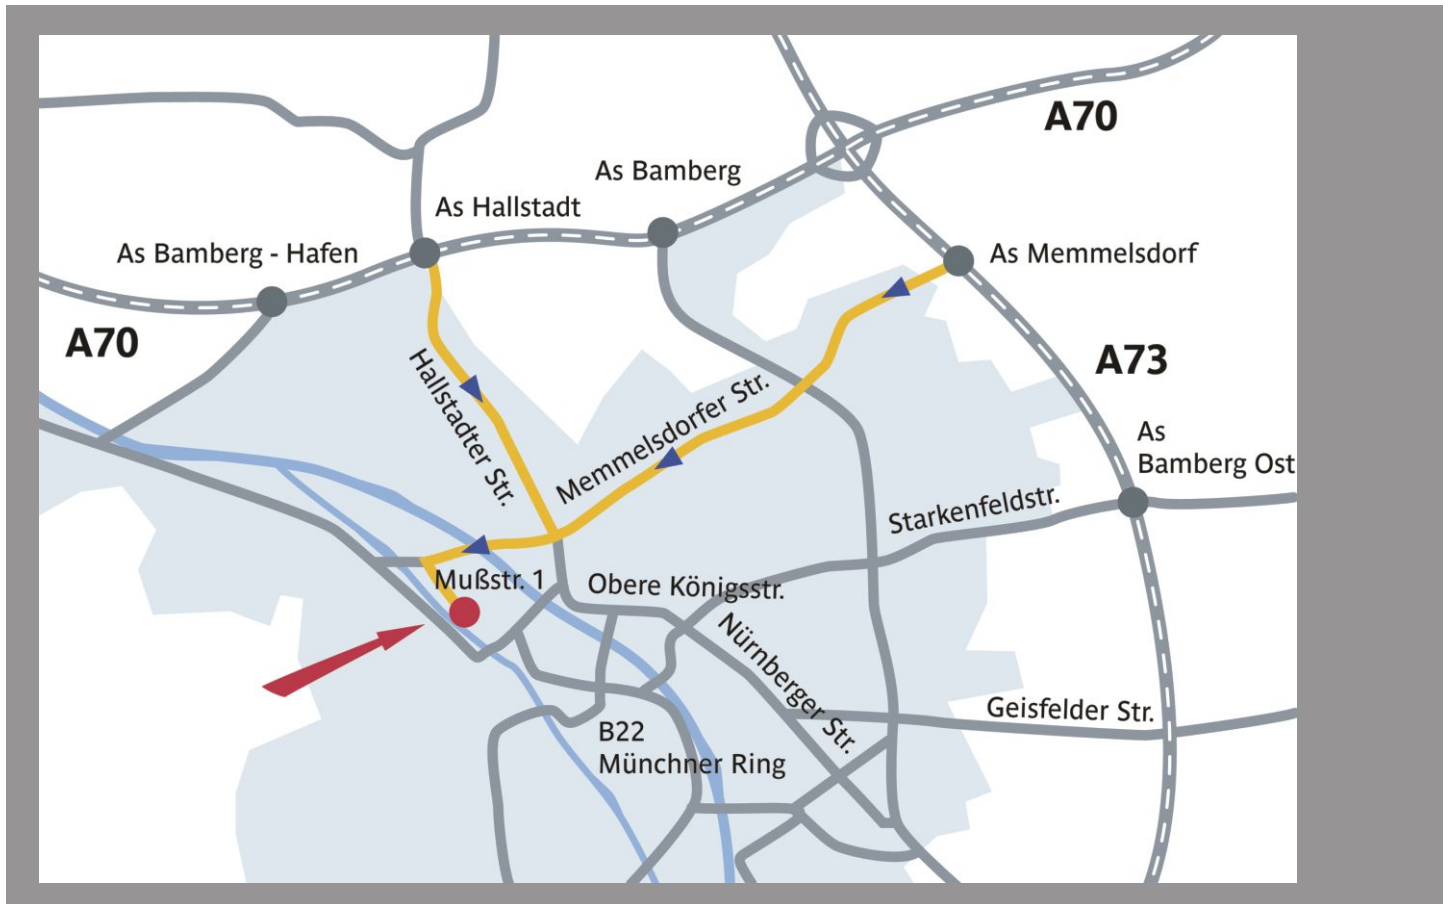 A70
As Bamberg
As Hallstadt
As Bamberg - Hafen
As Memmelsdorf
A70
A73
Hallstadter Str.
Memmelsdorfer Str.
As
Bamberg Ost
Starkenfeldstr.
Mußstr. 1
Obere Königsstr.
Nürnberger Str.
Geisfelder Str.
B22
Münchner Ring